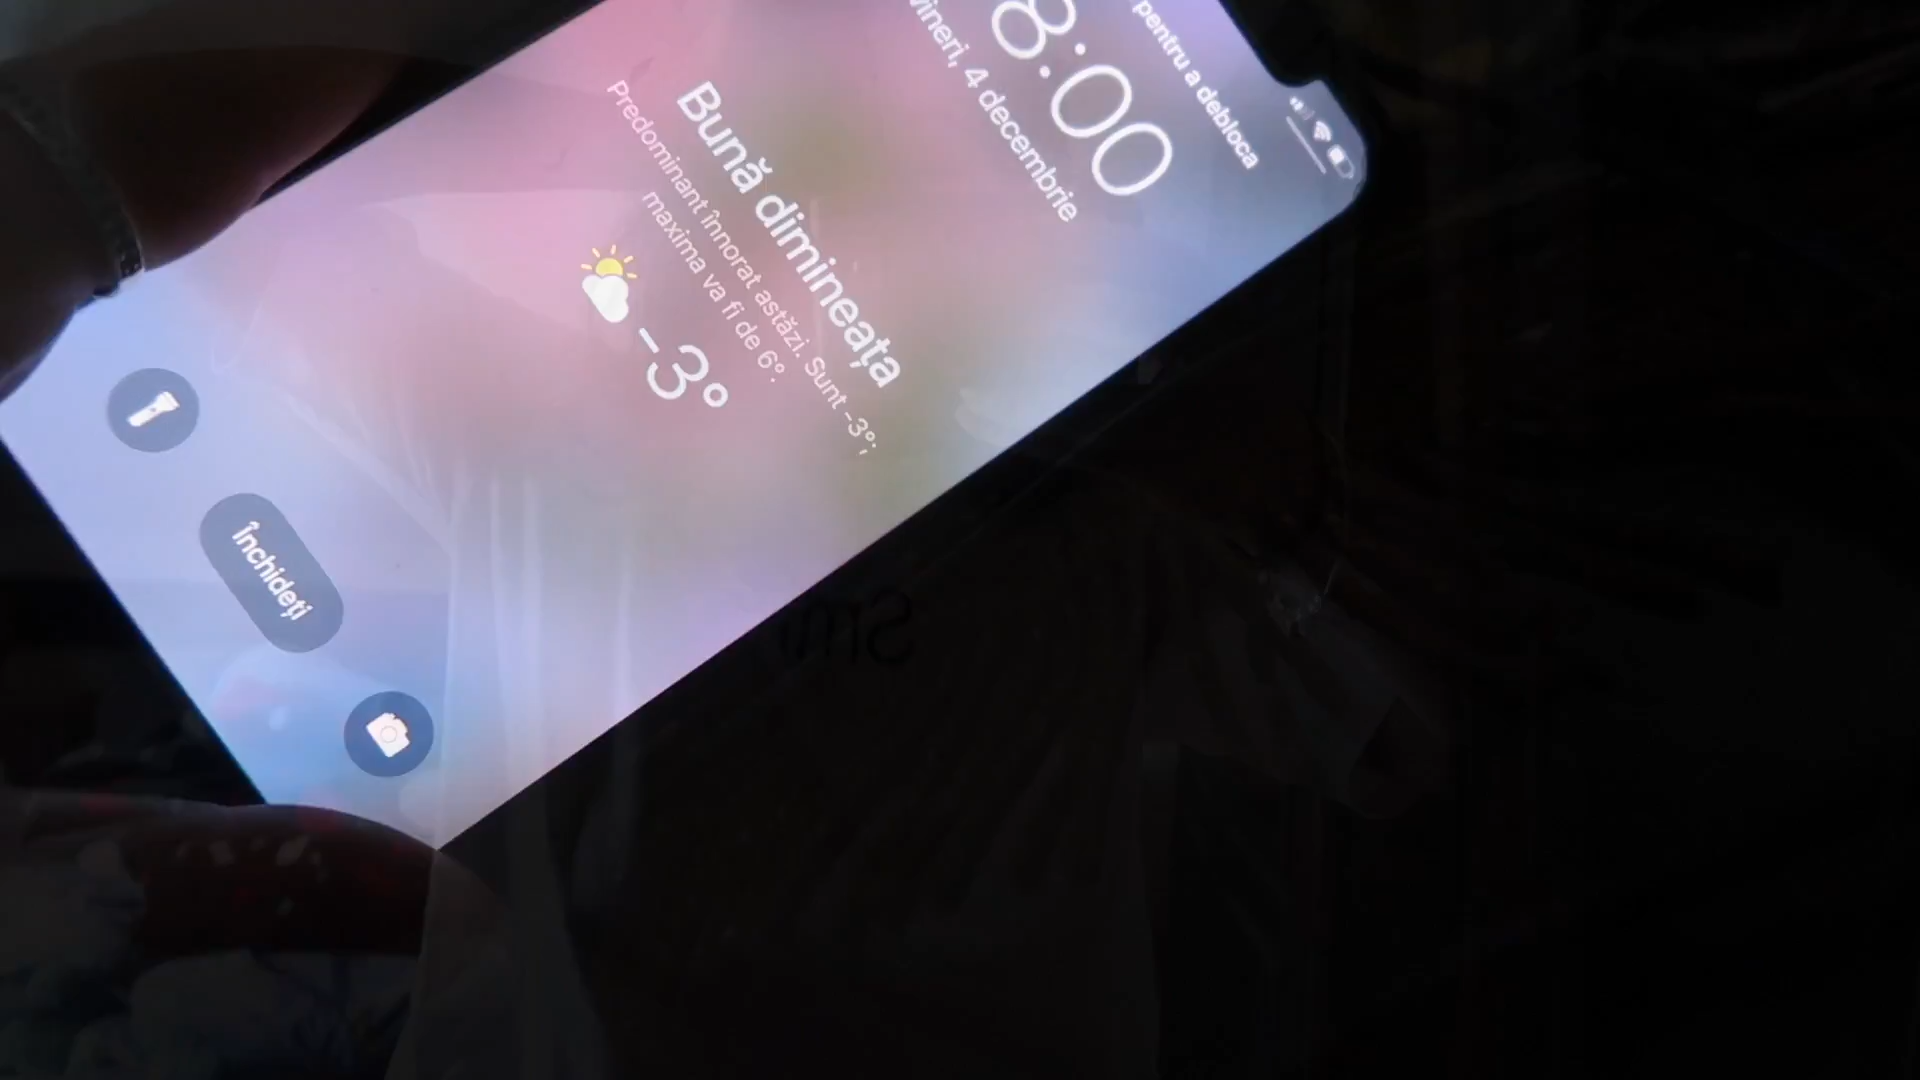 pentru a debloca
8:00
vineri, 4 decembrie
Bună dimineața
Predominant înnorat astăzi. Sunt -3°;
maxima va fi de 6°.
-3°
Închideți